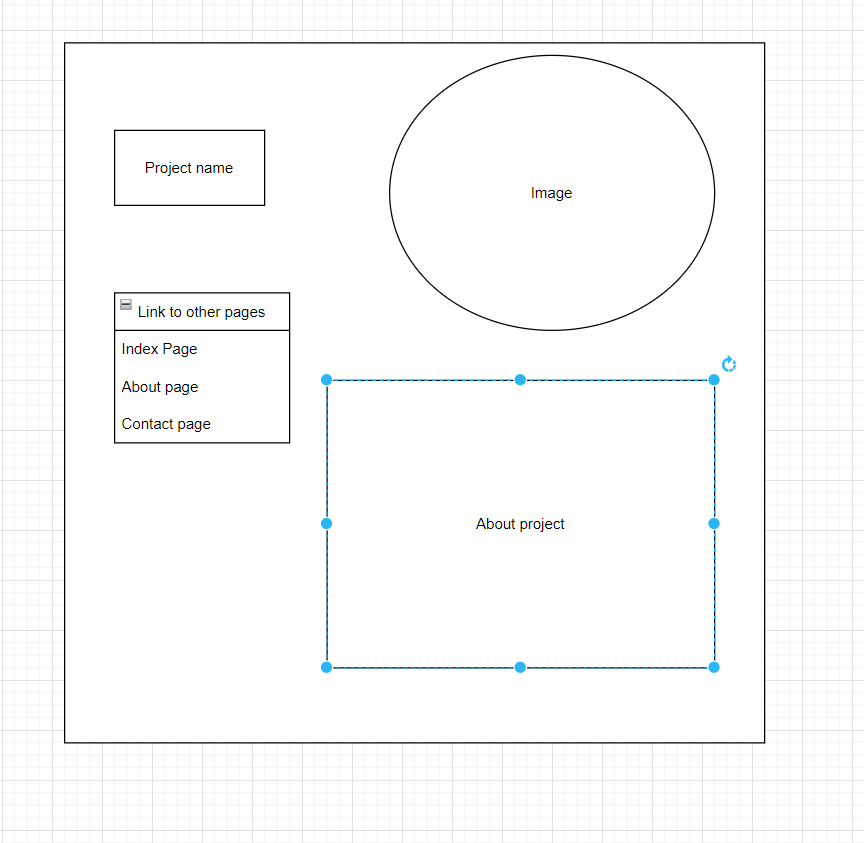 Project name
Image
Link to other pages
Index Page
About page
Contact page
About project